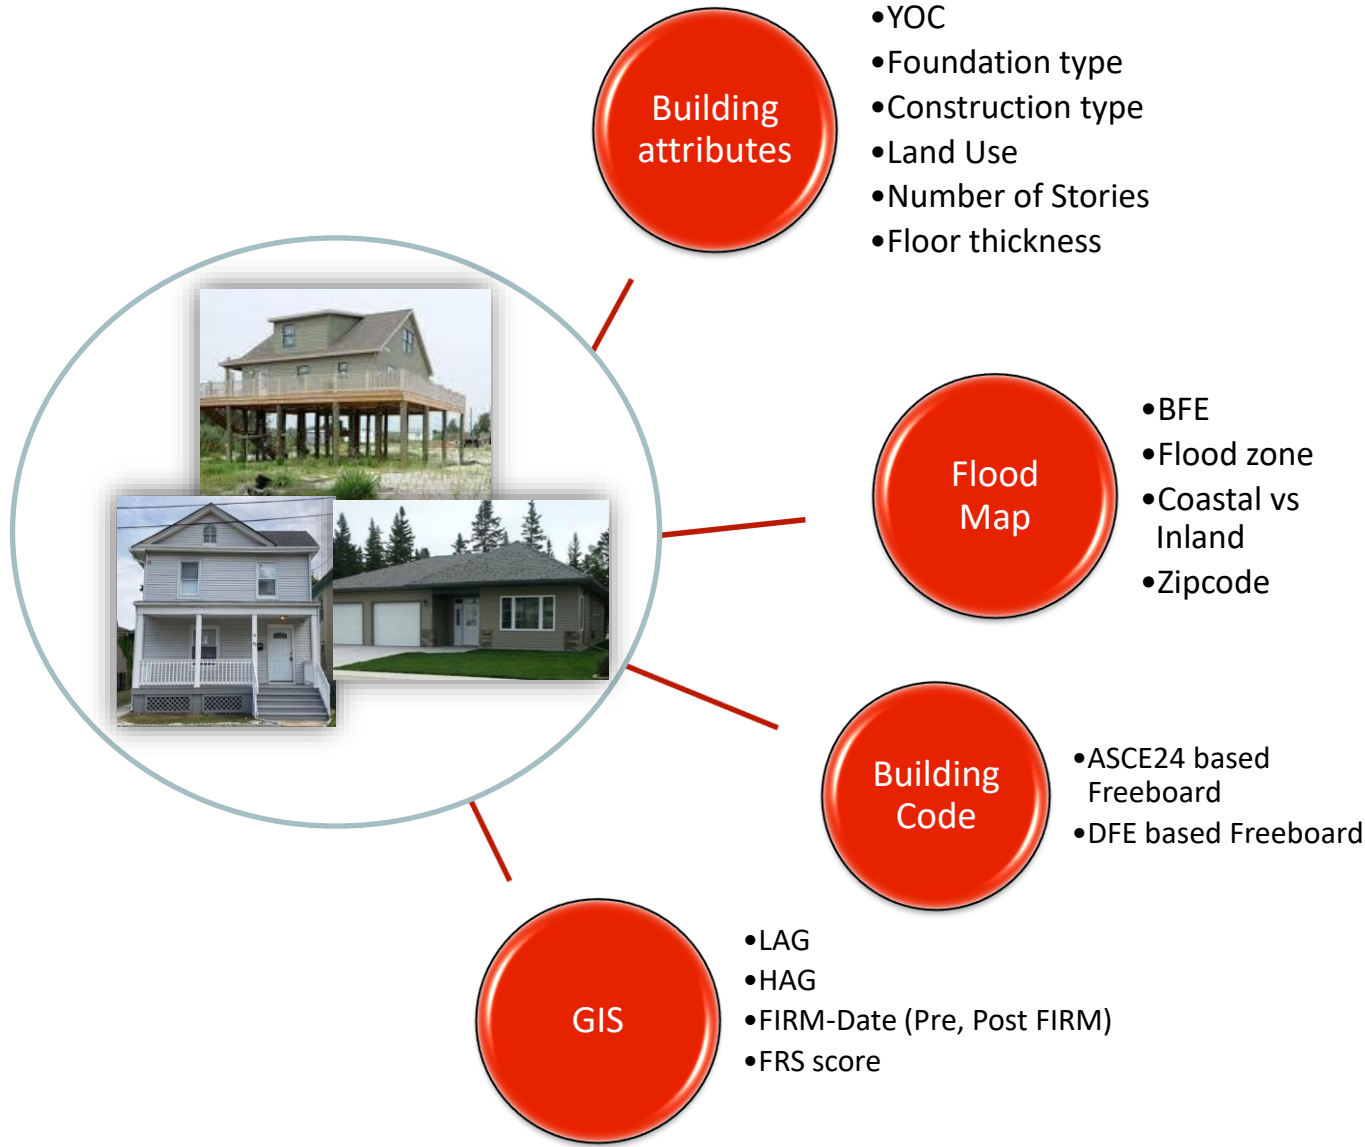 Building
attributes
•YOC
•Foundation type
•Construction type
•Land Use
•Number of Stories
•Floor thickness
Flood
Map
•BFE
•Flood zone
•Coastal vs
Inland
•Zipcode
Building
Code
•ASCE24 based
Freeboard
•DFE based Freeboard
GIS
•LAG
•HAG
•FIRM-Date (Pre, Post FIRM)
•FRS score